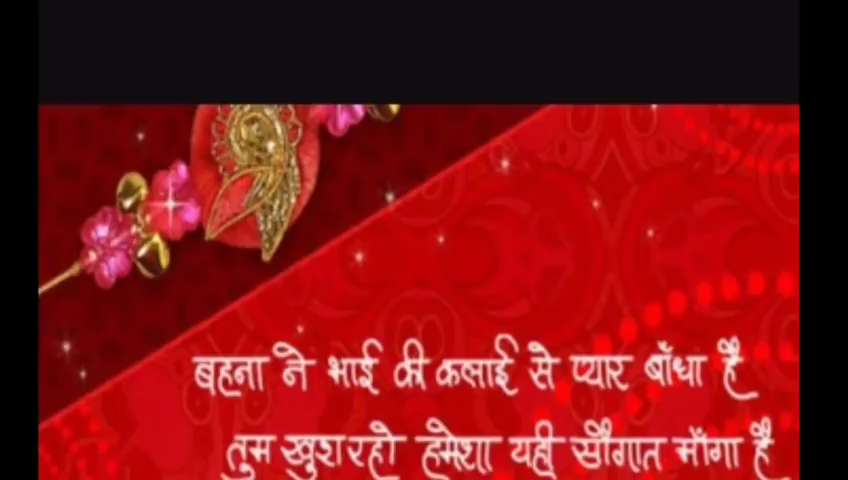 बहना ने भाई की कलाई से प्यार बाँधा है
तुम खुश रहो हमेशा यही सौगात माँगा है